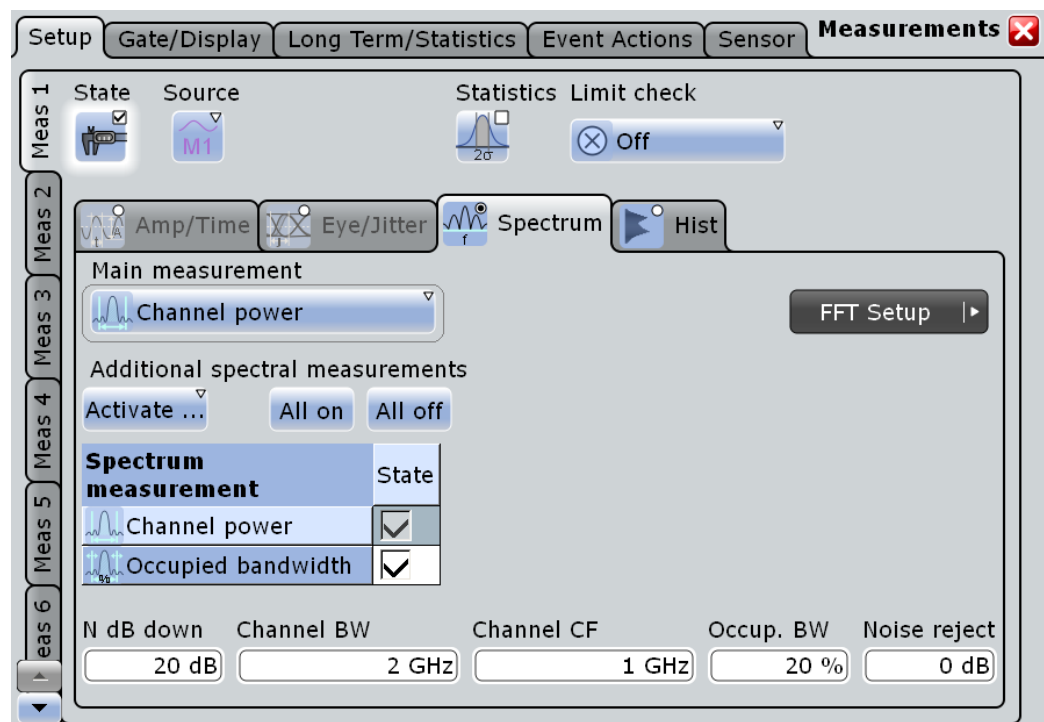 Setup Gate/Display Long Term/Statistics Event Actions Sensor Measurements
Meas 1
Meas 2
Meas 3
Meas 4
Meas 5
eas 6
State Source Statistics Limit check
M1 2σ Off
Amp/Time Eye/Jitter f Spectrum Hist
Main measurement
Channel power FFT Setup
Additional spectral measurements
Activate ... All on All off
Spectrum measurement State
Channel power
Occupied bandwidth
N dB down Channel BW Channel CF Occup. BW Noise reject
20 dB 2 GHz 1 GHz 20 % 0 dB